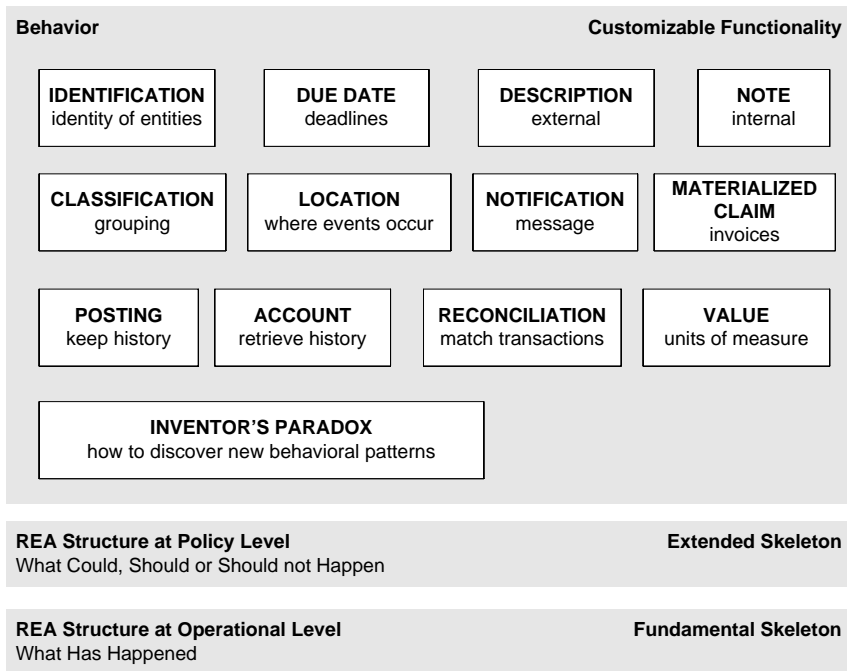 Behavior Customizable Functionality
IDENTIFICATION DUE DATE DESCRIPTION NOTE
identity of entities deadlines external internal
CLASSIFICATION LOCATION NOTIFICATION MATERIALIZED
CLAIM
grouping where events occur message invoices
POSTING ACCOUNT RECONCILIATION VALUE
keep history retrieve history match transactions units of measure
INVENTOR’S PARADOX
how to discover new behavioral patterns
REA Structure at Policy Level Extended Skeleton
What Could, Should or Should not Happen
REA Structure at Operational Level Fundamental Skeleton
What Has Happened